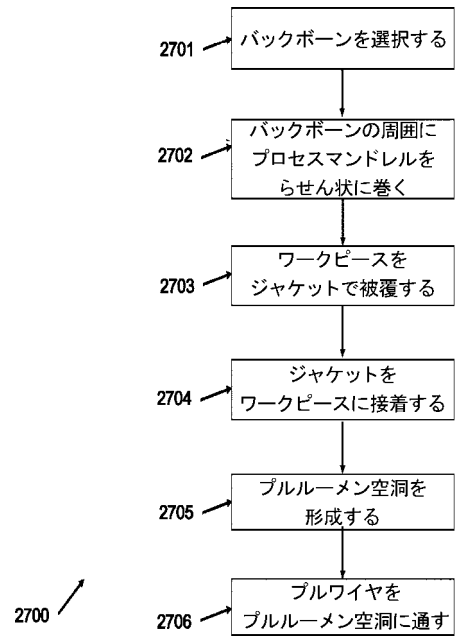 2701
バックボーンを選択する
2702
バックボーンの周囲に
プロセスマンドレルを
らせん状に巻く
2703
ワークピースを
ジャケットで被覆する
2704
ジャケットを
ワークピースに接着する
2705
プルルーメン空洞を
形成する
2700
2706
プルワイヤを
プルルーメン空洞に通す